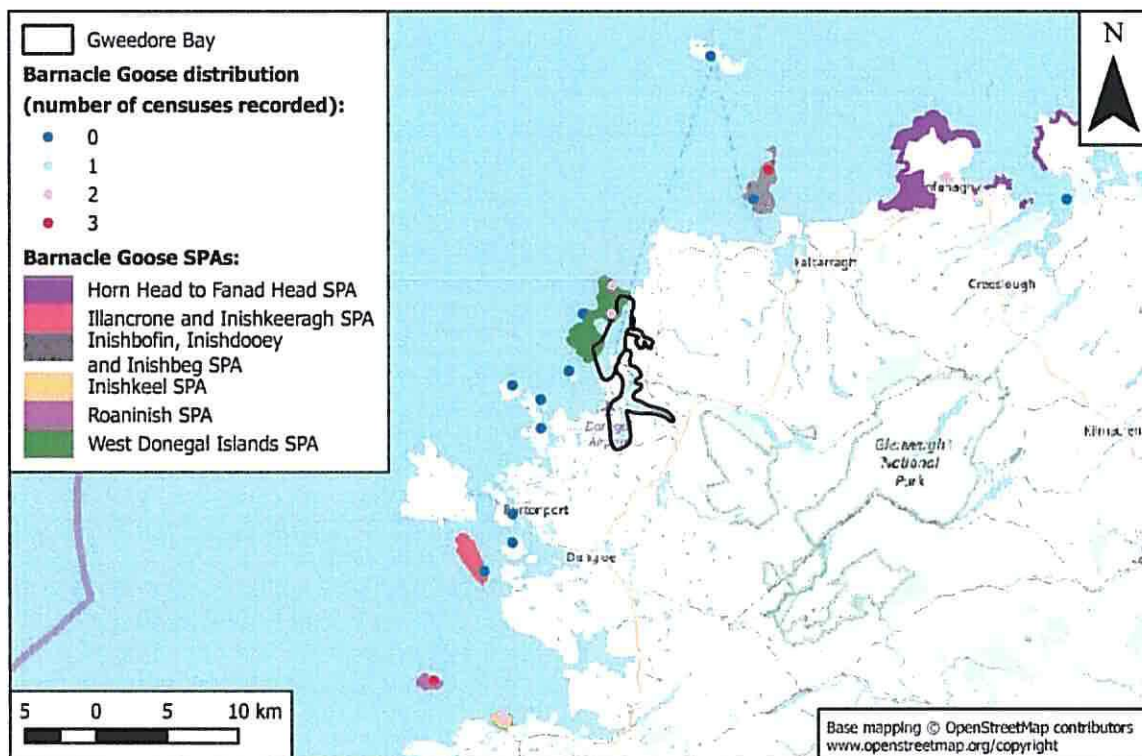 Gweedore Bay
Barnacle Goose distribution
(number of censuses recorded):
0
1
2
3
Barnacle Goose SPAs:
Horn Head to Fanad Head SPA
Illancrone and Inishkeeragh SPA
Inishbofin, Inishdooey
and Inishbeg SPA
Inishkeel SPA
Roaninish SPA
West Donegal Islands SPA
N
Creeslough
Glenveagh
National
Park
Burtonport
Dungloe
5 0 5 10 km
Base mapping © OpenStreetMap contributors
www.openstreetmap.org/copyright